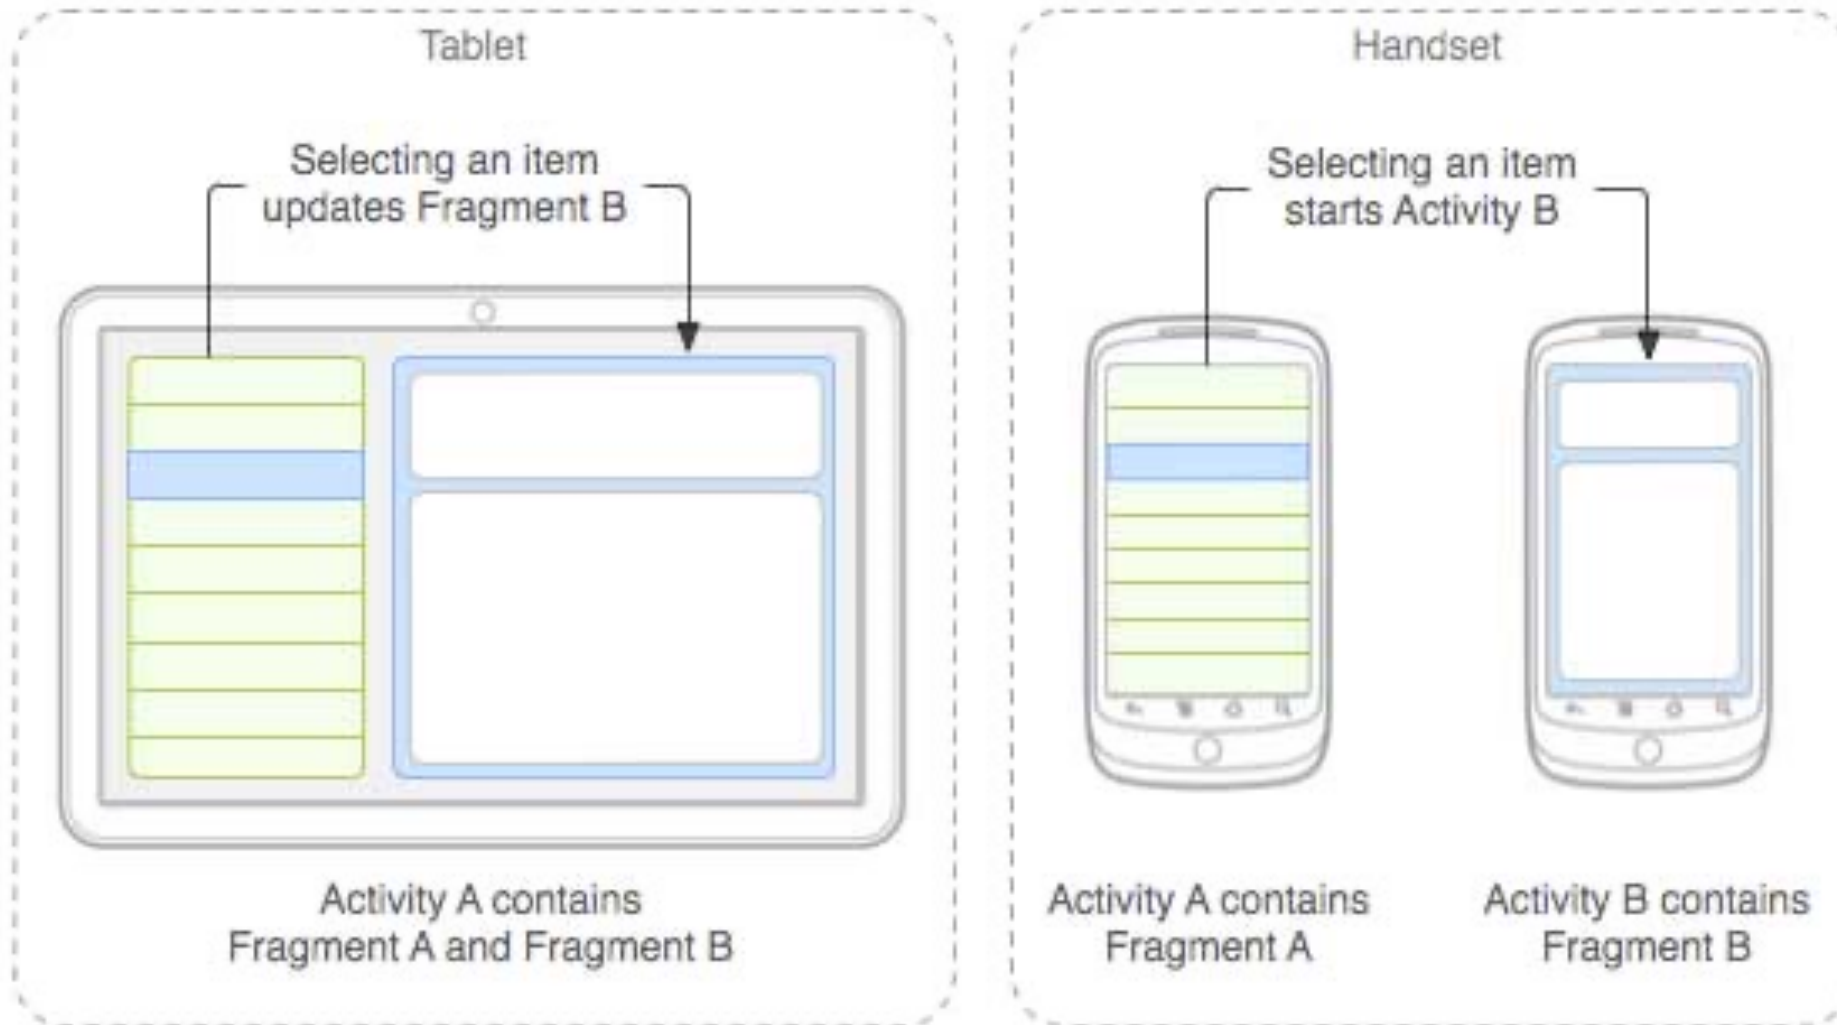 Tablet
Selecting an item
updates Fragment B
Activity A contains
Fragment A and Fragment B
Handset
Selecting an item
starts Activity B
Activity A contains
Fragment A
Activity B contains
Fragment B